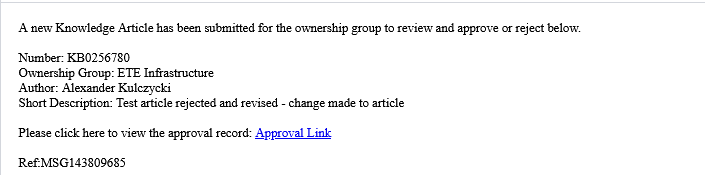 A new Knowledge Article has been submitted for the ownership group to review and approve or reject below.
Number: KB0256780
Ownership Group: ETE Infrastructure
Author: Alexander Kulczycki
Short Description: Test article rejected and revised - change made to article
Please click here to view the approval record: Approval Link
Ref:MSG143809685